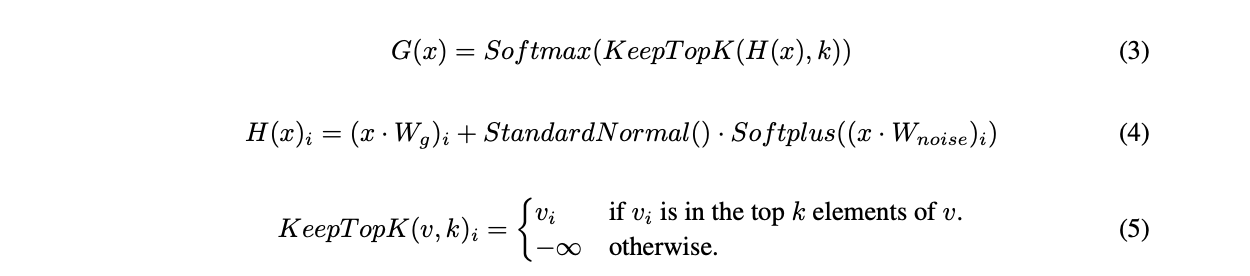 G(x) = Softmax(KeepTopK(H(x), k)) (3)
H(x)_i = (x · W_g)_i + StandardNormal() · Softplus((x · W_noise)_i) (4)
KeepTopK(v, k)_i = { v_i if v_i is in the top k elements of v. (5)
−∞ otherwise.